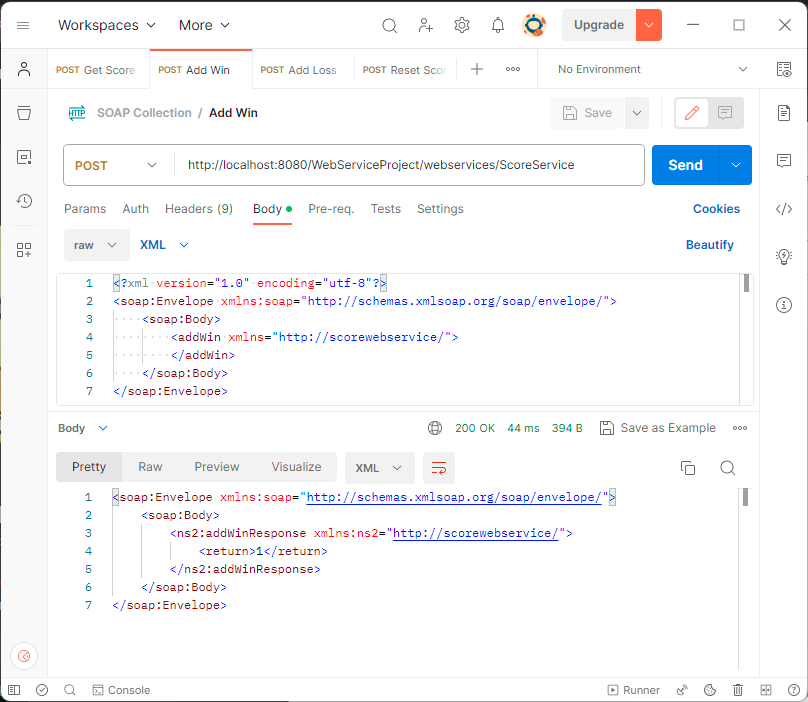 Workspaces More Upgrade
POST Get Score POST Add Win POST Add Loss POST Reset Scor No Environment
HTTP SOAP Collection / Add Win Save
POST http://localhost:8080/WebServiceProject/webservices/ScoreService Send
Params Auth Headers (9) Body Pre-req. Tests Settings Cookies
raw XML Beautify
1 <?xml version="1.0" encoding="utf-8"?>
2 <soap:Envelope xmlns:soap="http://schemas.xmlsoap.org/soap/envelope/">
3 <soap:Body>
4 <addWin xmlns="http://scorewebservice/">
5 </addWin>
6 </soap:Body>
7 </soap:Envelope>
Body 200 OK 44 ms 394 B Save as Example
Pretty Raw Preview Visualize XML
1 <soap:Envelope xmlns:soap="http://schemas.xmlsoap.org/soap/envelope/">
2 <soap:Body>
3 <ns2:addWinResponse xmlns:ns2="http://scorewebservice/">
4 <return>1</return>
5 </ns2:addWinResponse>
6 </soap:Body>
7 </soap:Envelope>
Console Runner